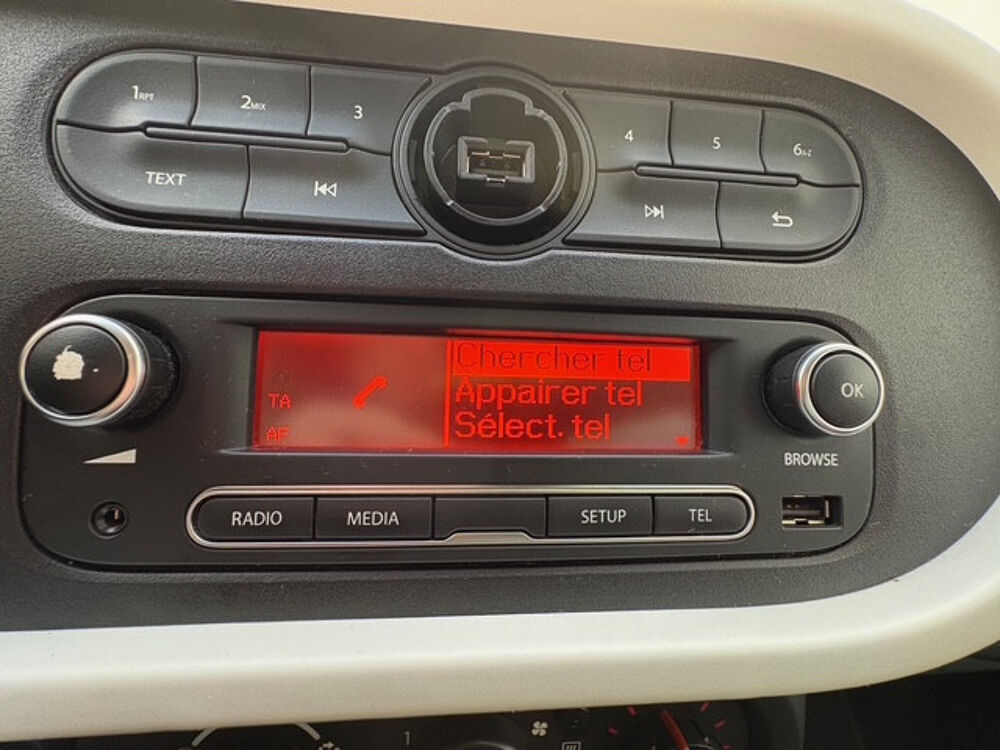 1RPT 2MIX 3 4 5 6A-Z
TEXT
Chercher tel
Appairer tel
Sélect. tel
TA
AF
OK
BROWSE
RADIO MEDIA SETUP TEL
1